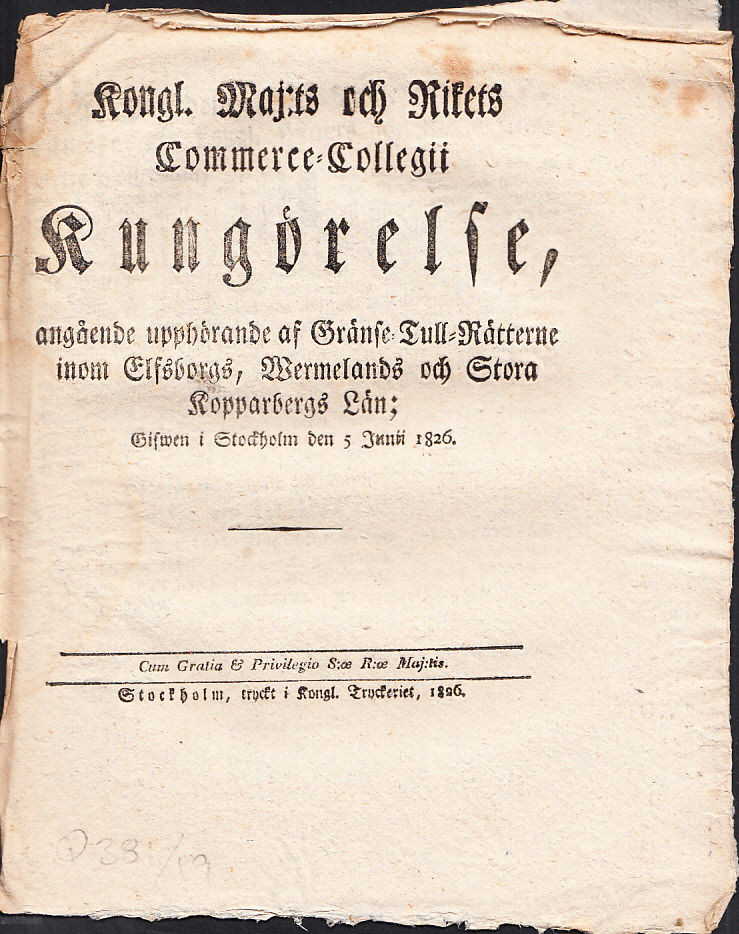 Kongl. Maj:ts och Rikets
Commerce-Collegii
Kungörelse,
angående upphörande af Gränse-Tull-Rätterne
inom Elfsborgs, Wermelands och Stora
Kopparbergs Län;
Gifwen i Stockholm den 5 Junii 1826.
Cum Gratia & Privilegio S:æ R:æ Maj:tis.
Stockholm, tryckt i Kongl. Tryckeriet, 1826.